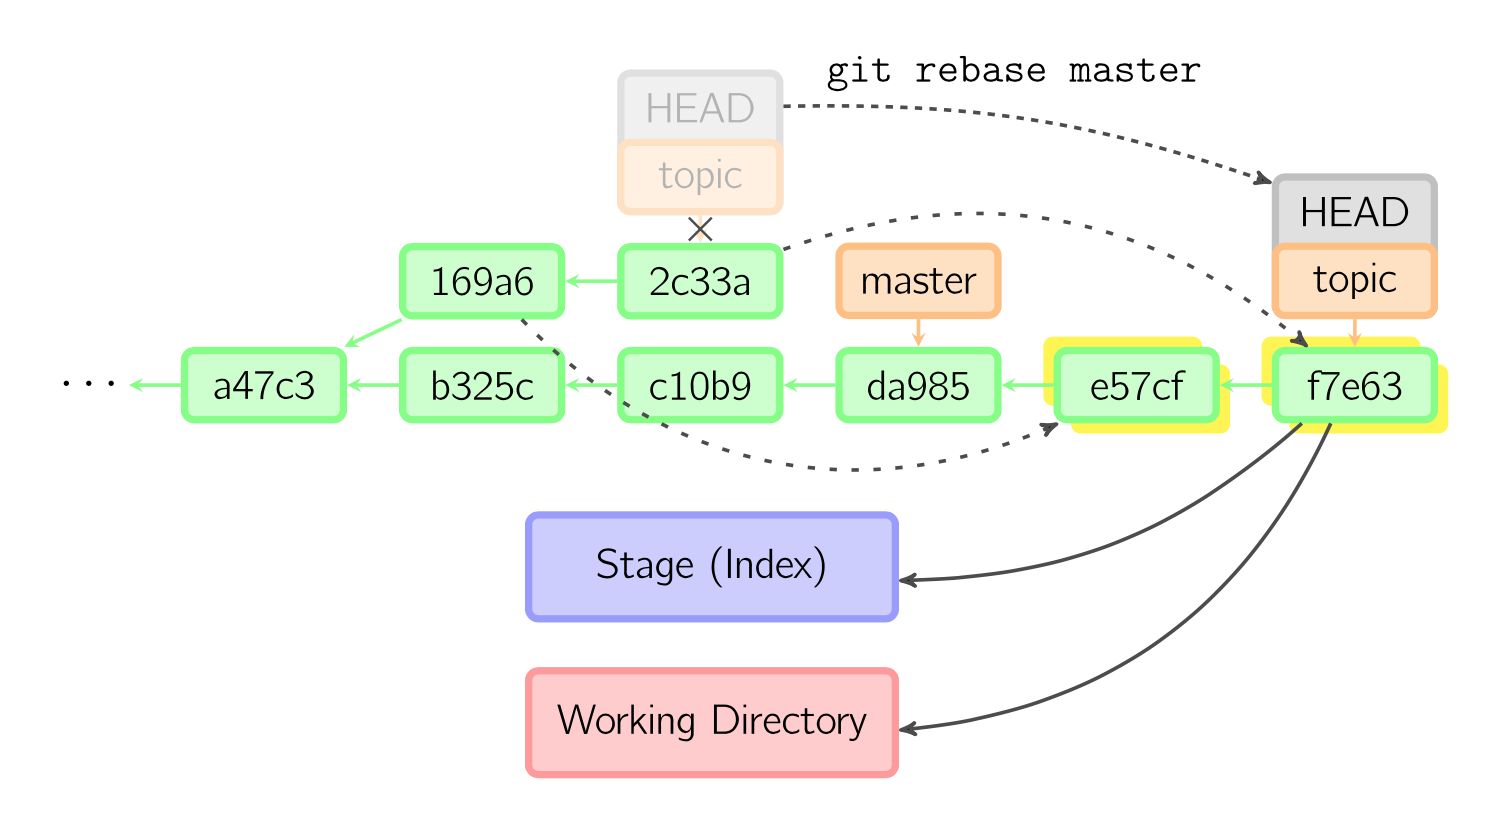 git rebase master
HEAD
topic
HEAD
topic
169a6
2c33a
master
... a47c3 b325c c10b9 da985 e57cf f7e63
Stage (Index)
Working Directory